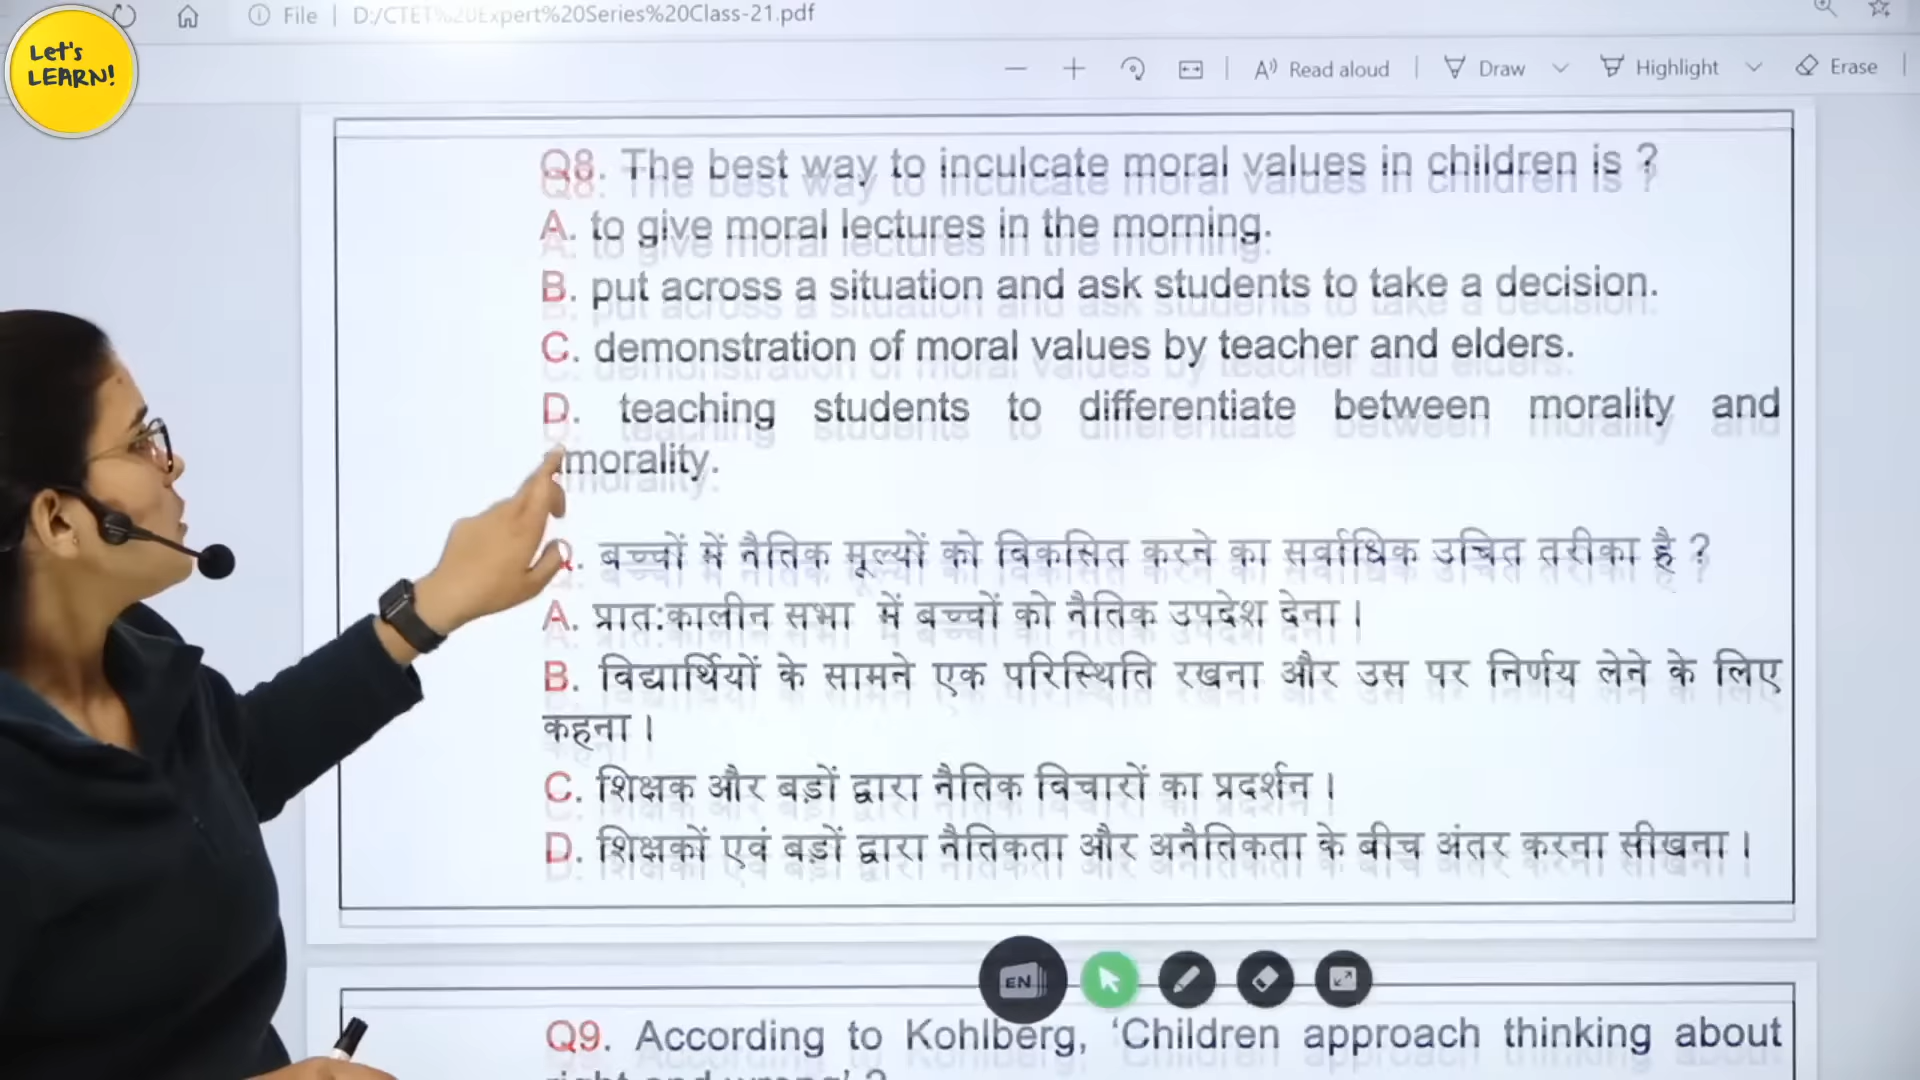 Let's
LEARN!
File | D:/CTET%20Expert%20Series%20Class-21.pdf
Read aloud | Draw Highlight Erase
Q8. The best way to inculcate moral values in children is ?
A. to give moral lectures in the morning.
B. put across a situation and ask students to take a decision.
C. demonstration of moral values by teacher and elders.
D. teaching students to differentiate between morality and
amorality.
Q. बच्चों में नैतिक मूल्यों को विकसित करने का सर्वाधिक उचित तरीका है ?
A. प्रात:कालीन सभा में बच्चों को नैतिक उपदेश देना ।
B. विद्यार्थियों के सामने एक परिस्थिति रखना और उस पर निर्णय लेने के लिए
कहना ।
C. शिक्षक और बड़ों द्वारा नैतिक विचारों का प्रदर्शन ।
D. शिक्षकों एवं बड़ों द्वारा नैतिकता और अनैतिकता के बीच अंतर करना सीखना ।
EN
Q9. According to Kohlberg, ‘Children approach thinking about
right and wrong’ ?